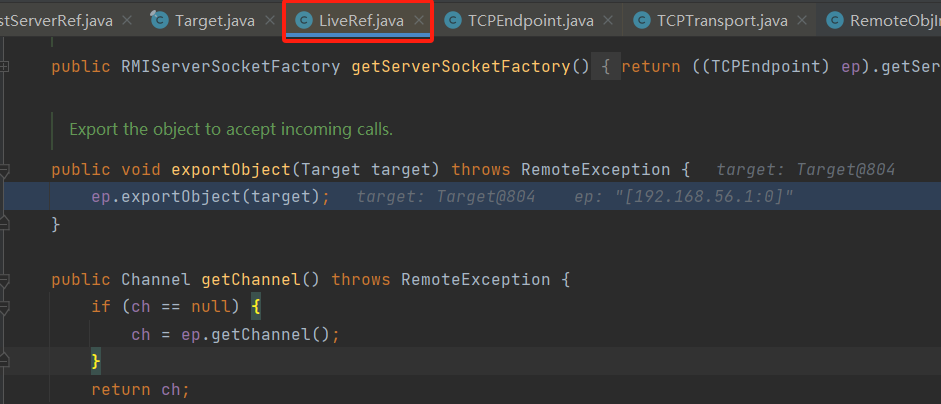 stServerRef.java × Target.java × LiveRef.java × TCPEndpoint.java × TCPTransport.java × RemoteObjIn
public RMIServerSocketFactory getServerSocketFactory() { return ((TCPEndpoint) ep).getSer
Export the object to accept incoming calls.
public void exportObject(Target target) throws RemoteException { target: Target@804
ep.exportObject(target); target: Target@804 ep: "[192.168.56.1:0]"
}
public Channel getChannel() throws RemoteException {
if (ch == null) {
ch = ep.getChannel();
}
return ch;